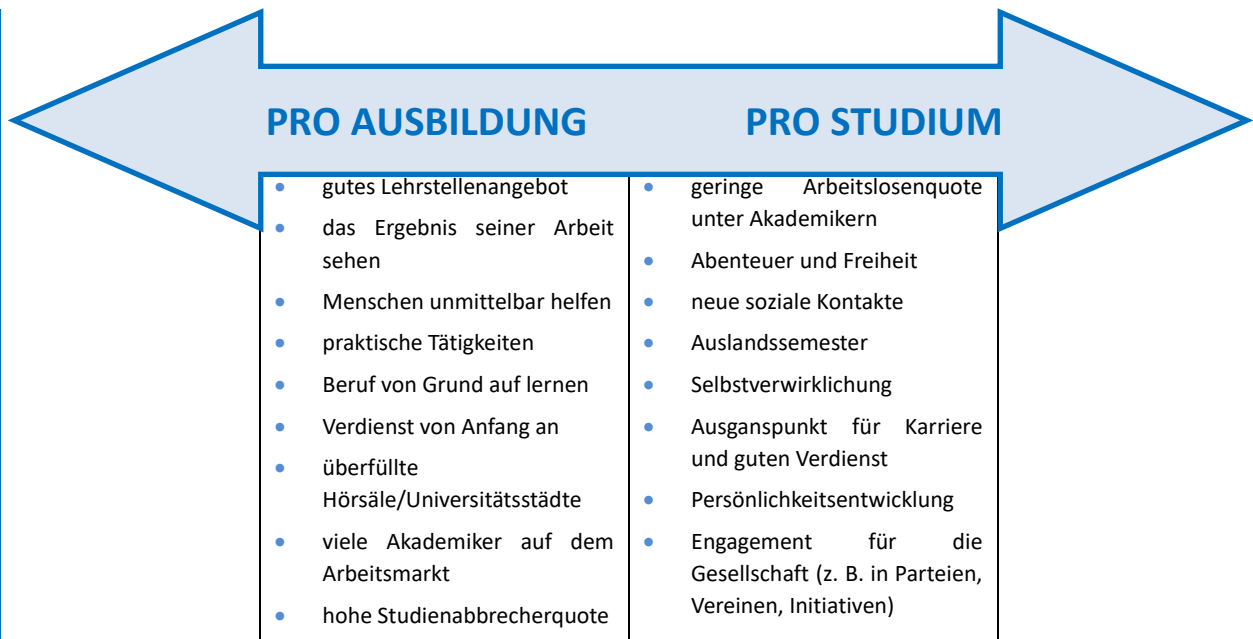 PRO AUSBILDUNG PRO STUDIUM
• gutes Lehrstellenangebot
• das Ergebnis seiner Arbeit
sehen
• Menschen unmittelbar helfen
• praktische Tätigkeiten
• Beruf von Grund auf lernen
• Verdienst von Anfang an
• überfüllte
Hörsäle/Universitätsstädte
• viele Akademiker auf dem
Arbeitsmarkt
• hohe Studienabbrecherquote
• geringe Arbeitslosenquote
unter Akademikern
• Abenteuer und Freiheit
• neue soziale Kontakte
• Auslandssemester
• Selbstverwirklichung
• Ausganspunkt für Karriere
und guten Verdienst
• Persönlichkeitsentwicklung
• Engagement für die
Gesellschaft (z. B. in Parteien,
Vereinen, Initiativen)